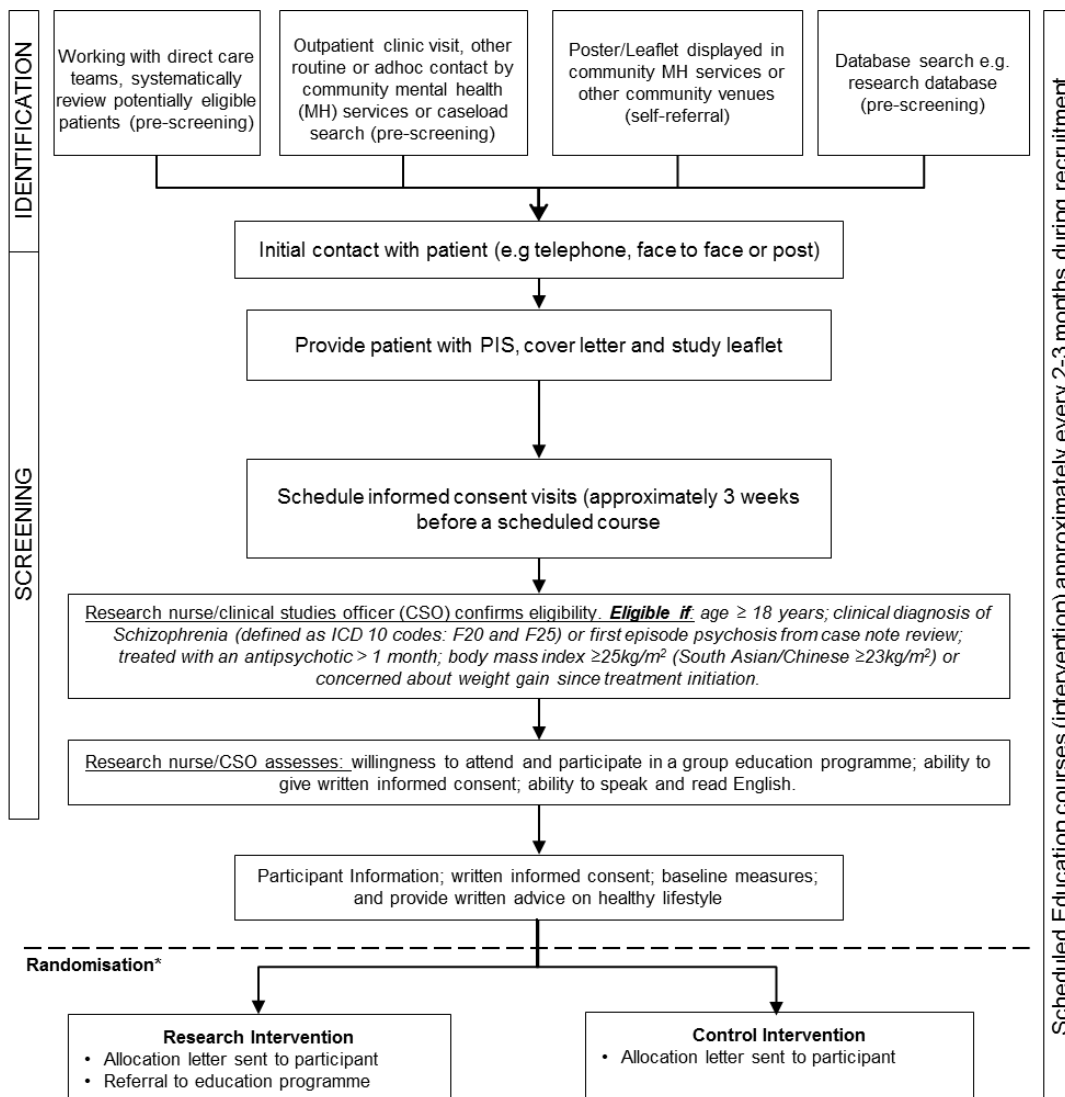 IDENTIFICATION
Working with direct care
teams, systematically
review potentially eligible
patients (pre-screening)
Outpatient clinic visit, other
routine or adhoc contact by
community mental health
(MH) services or caseload
search (pre-screening)
Poster/Leaflet displayed in
community MH services or
other community venues
(self-referral)
Database search e.g.
research database
(pre-screening)
Initial contact with patient (e.g telephone, face to face or post)
SCREENING
Provide patient with PIS, cover letter and study leaflet
Schedule informed consent visits (approximately 3 weeks
before a scheduled course
Research nurse/clinical studies officer (CSO) confirms eligibility. Eligible if: age ≥ 18 years; clinical diagnosis of
Schizophrenia (defined as ICD 10 codes: F20 and F25) or first episode psychosis from case note review;
treated with an antipsychotic > 1 month; body mass index ≥25kg/m² (South Asian/Chinese ≥23kg/m²) or
concerned about weight gain since treatment initiation.
Research nurse/CSO assesses: willingness to attend and participate in a group education programme; ability to
give written informed consent; ability to speak and read English.
Participant Information; written informed consent; baseline measures;
and provide written advice on healthy lifestyle
Randomisation*
Research Intervention
• Allocation letter sent to participant
• Referral to education programme
Control Intervention
• Allocation letter sent to participant
Scheduled Education courses (intervention) approximately every 2-3 months during recruitment